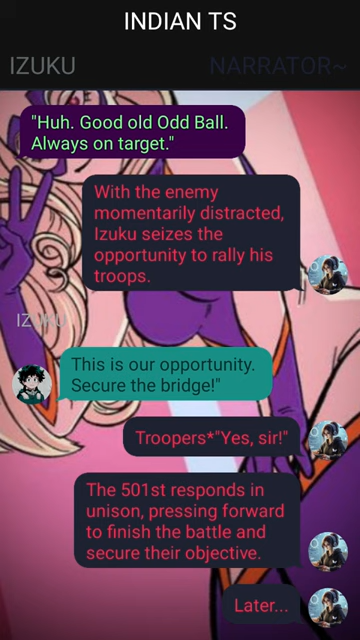 INDIAN TS
IZUKU
NARRATOR~
"Huh. Good old Odd Ball.
Always on target."
With the enemy
momentarily distracted,
Izuku seizes the
opportunity to rally his
troops.
IZUKU
This is our opportunity.
Secure the bridge!"
Troopers*"Yes, sir!"
The 501st responds in
unison, pressing forward
to finish the battle and
secure their objective.
Later...